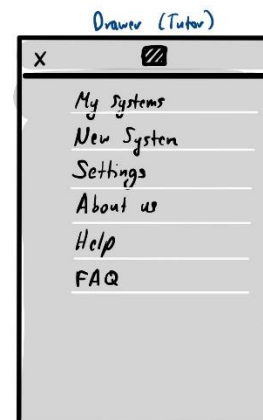 Drawer (Tutor)
X
My Systems
New System
Settings
About us
Help
FAQ